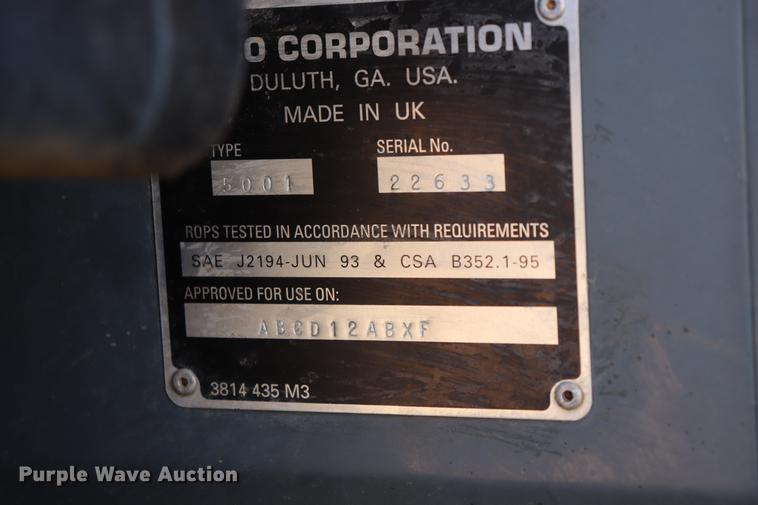 O CORPORATION
DULUTH, GA. USA.
MADE IN UK
TYPE SERIAL No.
5001 22633
ROPS TESTED IN ACCORDANCE WITH REQUIREMENTS
SAE J2194-JUN 93 & CSA B352.1-95
APPROVED FOR USE ON:
ABCD12ABXF
3814 435 M3
Purple Wave Auction